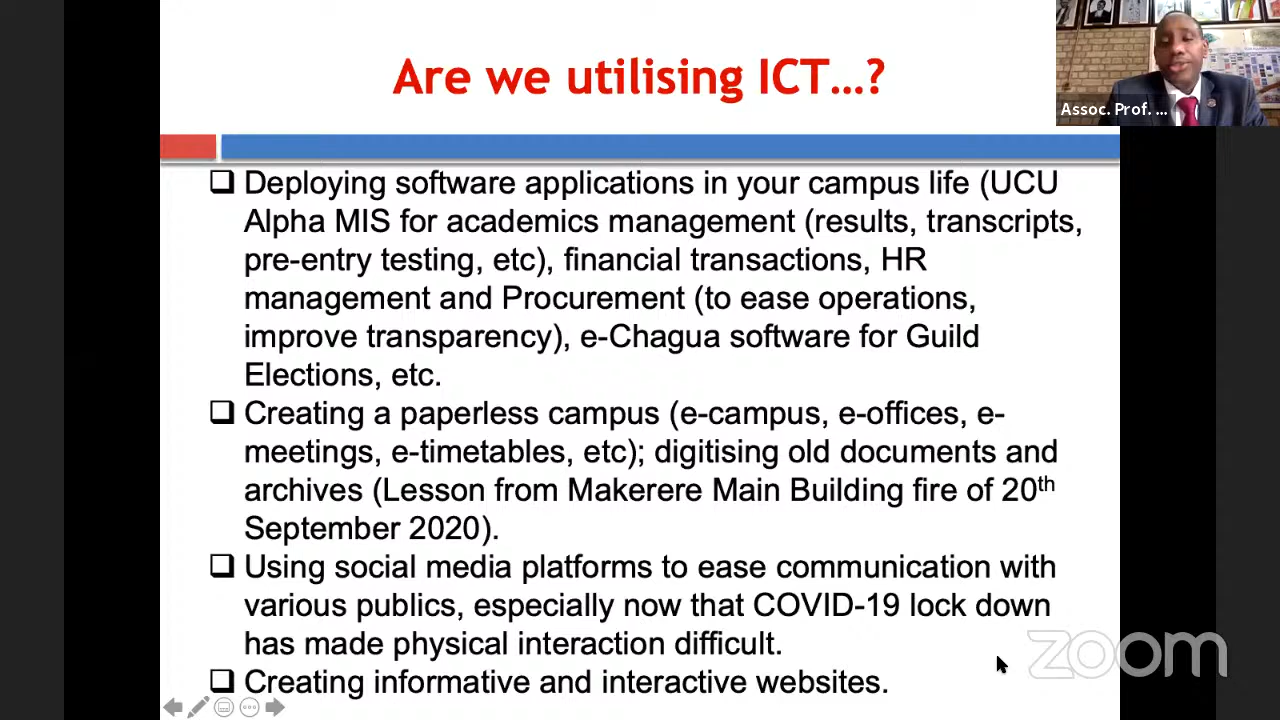 Are we utilising ICT...?
Assoc. Prof. ...
❑ Deploying software applications in your campus life (UCU
Alpha MIS for academics management (results, transcripts,
pre-entry testing, etc), financial transactions, HR
management and Procurement (to ease operations,
improve transparency), e-Chagua software for Guild
Elections, etc.
❑ Creating a paperless campus (e-campus, e-offices, e-
meetings, e-timetables, etc); digitising old documents and
archives (Lesson from Makerere Main Building fire of 20th
September 2020).
❑ Using social media platforms to ease communication with
various publics, especially now that COVID-19 lock down
has made physical interaction difficult.
❑ Creating informative and interactive websites.
zoom